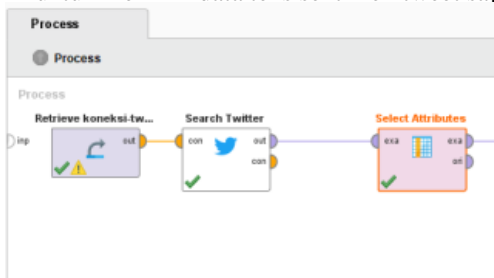 Process
Process
Process
Retrieve koneksi-tw...
Search Twitter
Select Attributes
inp
out
con
out
con
exa
exa
ori